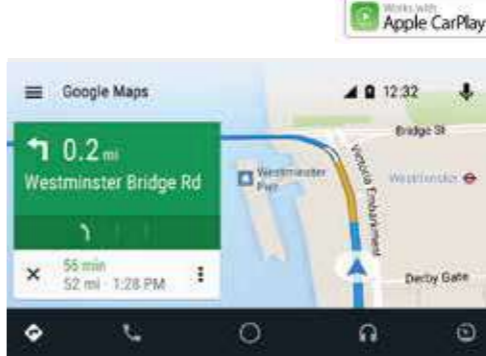 Works with
Apple CarPlay
Google Maps
12:32
0.2 mi
Westminster Bridge Rd
56 min
52 mi · 1:28 PM
Bridge St
Westminster
Pier
Victoria Embankment
Westminster
Derby Gate